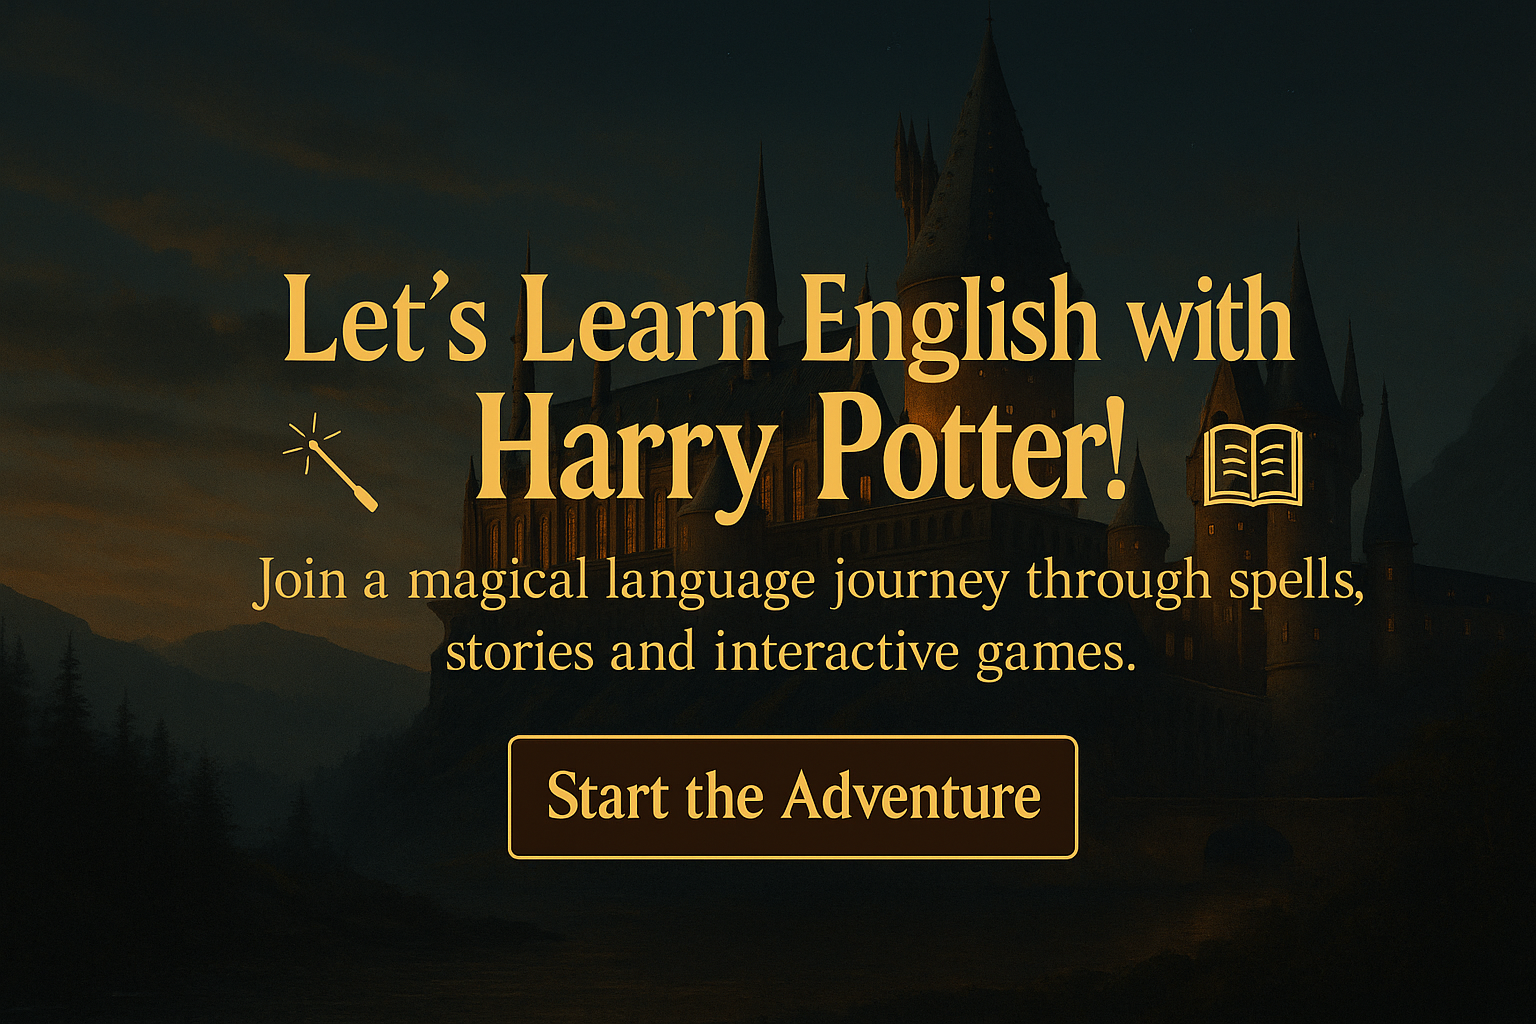 Let’s Learn English with
Harry Potter!
Join a magical language journey through spells,
stories and interactive games.
Start the Adventure